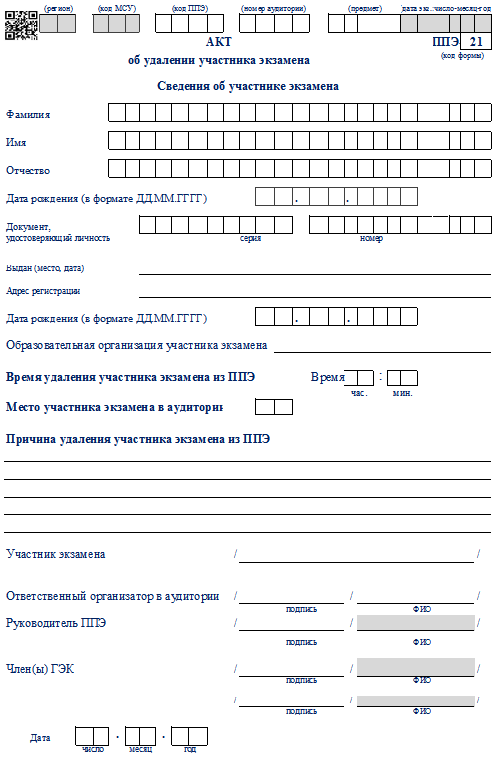 (регион) (код МСУ) (код ППЭ) (номер аудитории) (предмет) дата экз.:число-месяц-год
АКТ ППЭ 21
об удалении участника экзамена (код формы)
Сведения об участнике экзамена
Фамилия
Имя
Отчество
Дата рождения (в формате ДД.ММ.ГГГГ) . .
Документ,
удостоверяющий личность серия номер
Выдан (место, дата)
Адрес регистрации
Дата рождения (в формате ДД.ММ.ГГГГ) . .
Образовательная организация участника экзамена
Время удаления участника экзамена из ППЭ Время :
час. мин.
Место участника экзамена в аудитории
Причина удаления участника экзамена из ППЭ
Участник экзамена / /
Ответственный организатор в аудитории / / /
подпись ФИО
Руководитель ППЭ / / /
подпись ФИО
Член(ы) ГЭК / / /
подпись ФИО
/ / /
подпись ФИО
Дата . .
число месяц год